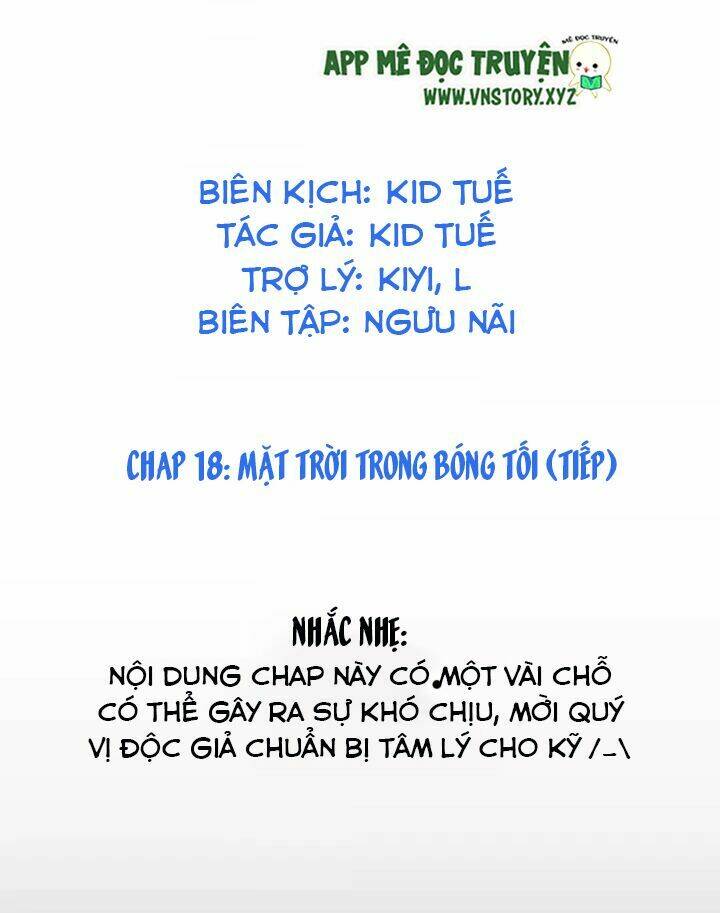 MÊ ĐỌC TRUYỆN
APP MÊ ĐỌC TRUYỆN
WWW.VNSTORY.XYZ
BIÊN KỊCH: KID TUẾ
TÁC GIẢ: KID TUẾ
TRỢ LÝ: KIYI, L
BIÊN TẬP: NGƯU NÃI
CHAP 18: MẶT TRỜI TRONG BÓNG TỐI (TIẾP)
NHẮC NHẸ:
NỘI DUNG CHAP NÀY CÓ MỘT VÀI CHỖ
CÓ THỂ GÂY RA SỰ KHÓ CHỊU, MỜI QUÝ
VỊ ĐỘC GIẢ CHUẨN BỊ TÂM LÝ CHO KỸ /_\